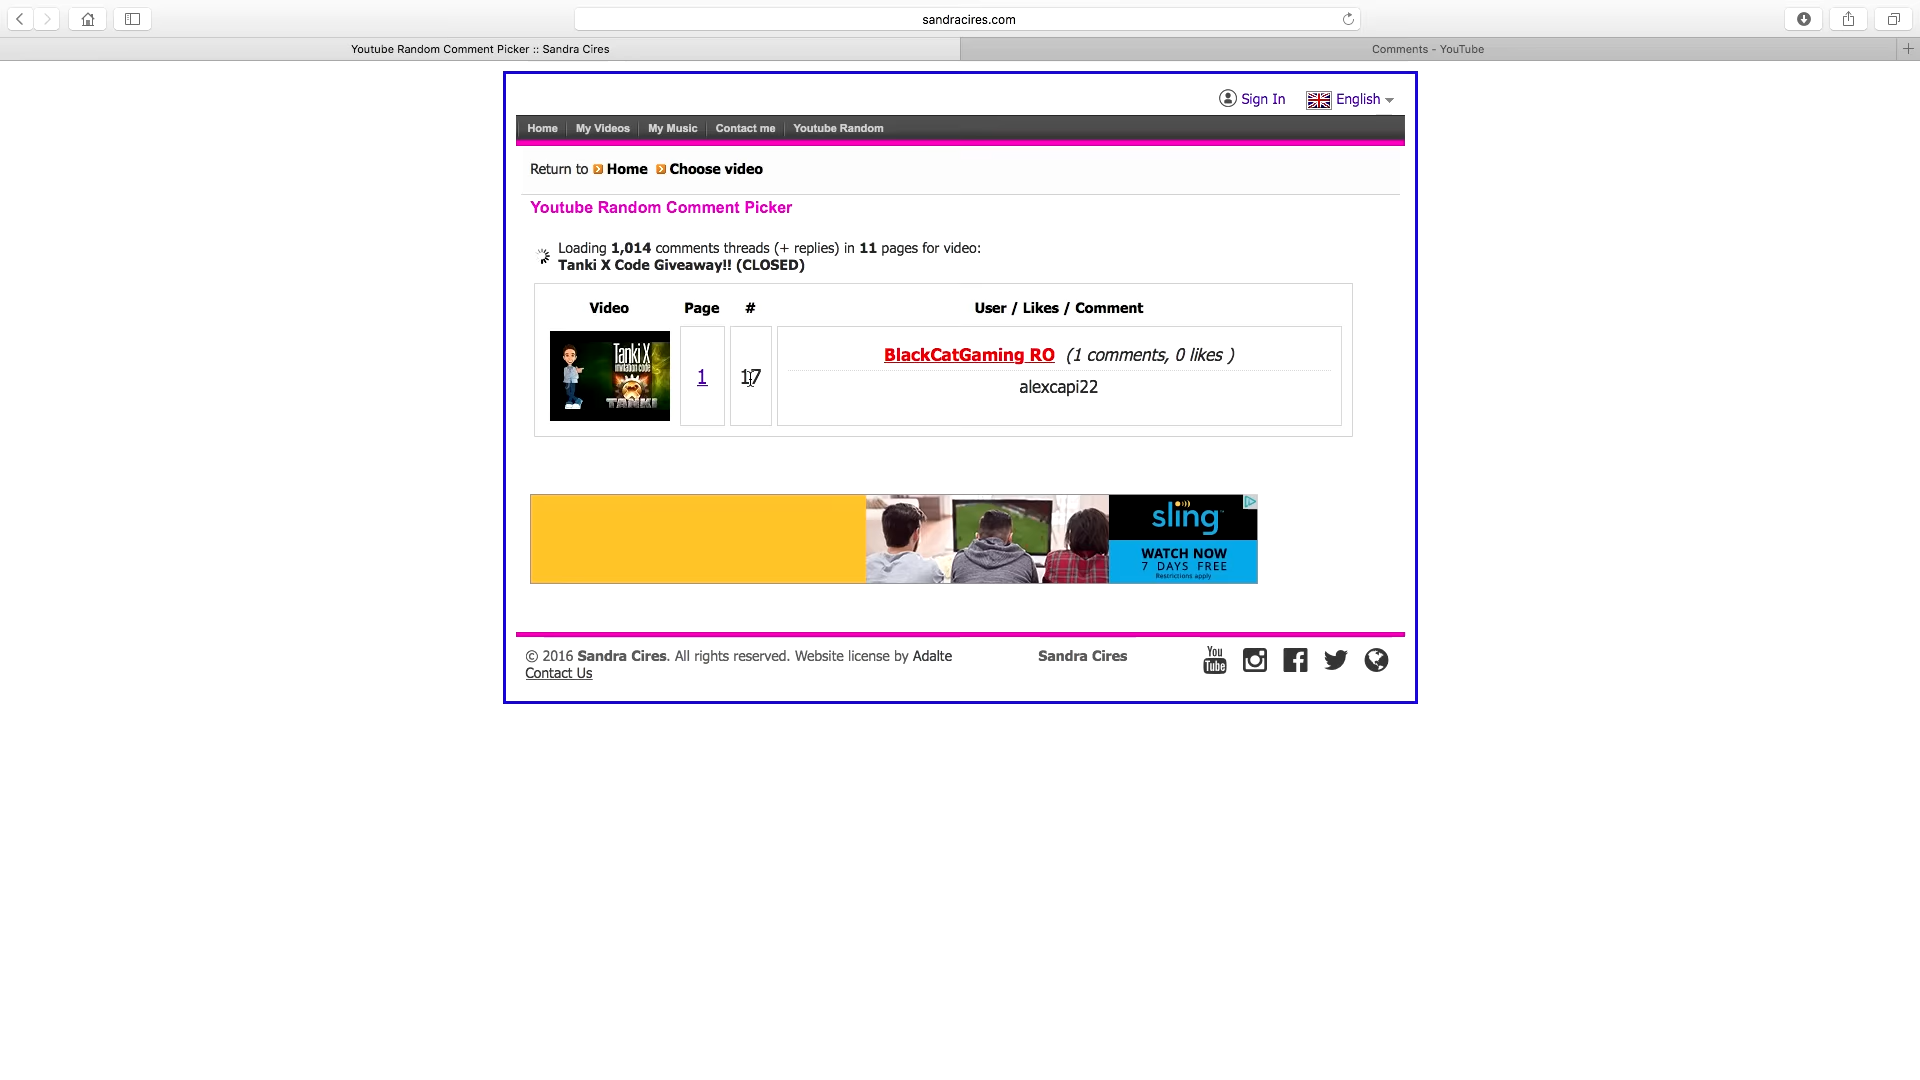 sandracires.com
Youtube Random Comment Picker :: Sandra Cires
Comments - YouTube
Sign In
English
Home
My Videos
My Music
Contact me
Youtube Random
Return to Home Choose video
Youtube Random Comment Picker
Loading 1,014 comments threads (+ replies) in 11 pages for video:
Tanki X Code Giveaway!! (CLOSED)
Video
Page
#
User / Likes / Comment
Tanki X
invitation code
TANKI
1
17
BlackCatGaming RO (1 comments, 0 likes )
alexcapi22
sling
WATCH NOW
7 DAYS FREE
Restrictions apply
© 2016 Sandra Cires. All rights reserved. Website license by Adalte
Contact Us
Sandra Cires
You
Tube